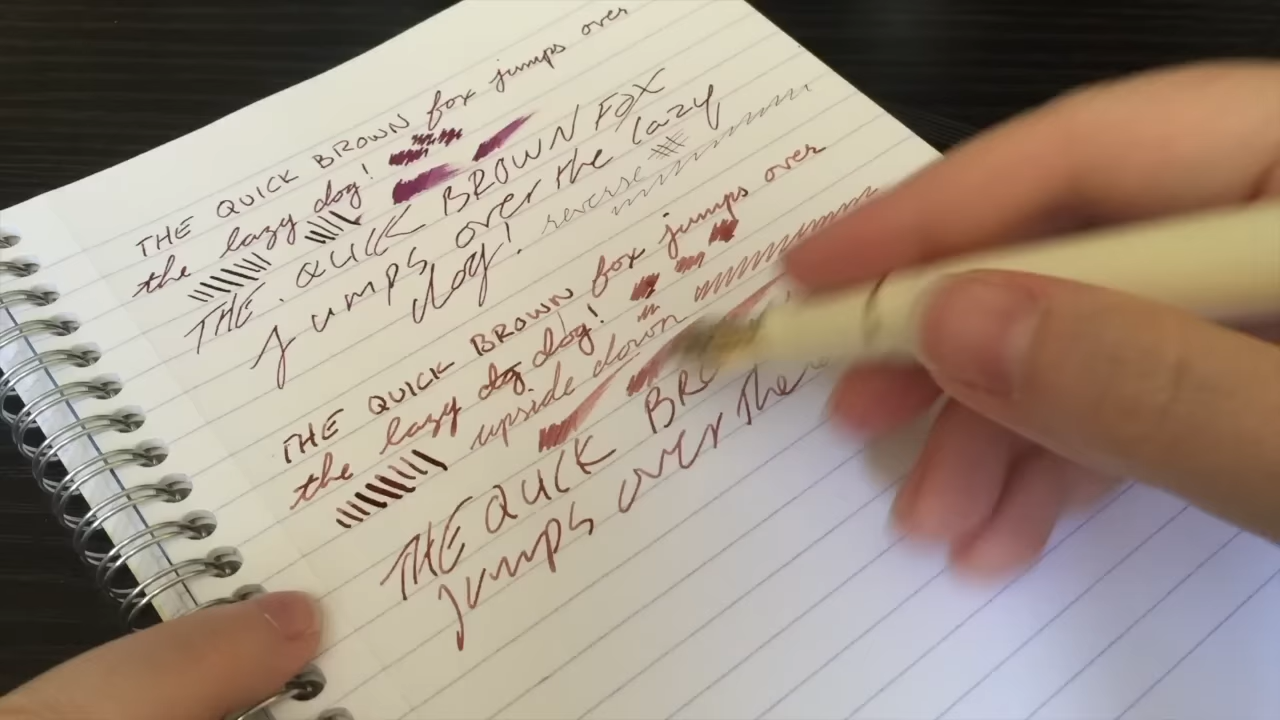 THE QUICK BROWN fox jumps over
the lazy dog!
THE QUICK BROWN FOX
jumps over the lazy
dog! reverse
THE QUICK BROWN fox jumps over
the lazy dog dog!
upside down
THE QUICK BRO
jumps over the